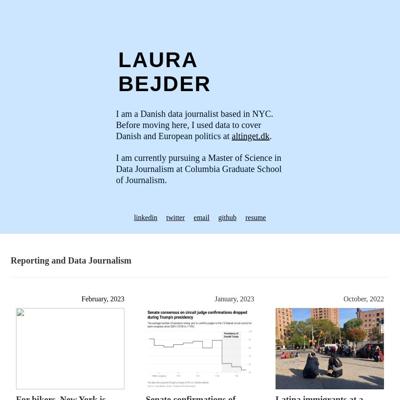 LAURA
BEJDER
I am a Danish data journalist based in NYC.
Before moving here, I used data to cover
Danish and European politics at altinget.dk.
I am currently pursuing a Master of Science in
Data Journalism at Columbia Graduate School
of Journalism.
linkedin twitter email github resume
Reporting and Data Journalism
February, 2023
January, 2023
October, 2022
Senate consensus on circuit judge confirmations dropped
during Trump's presidency
For bikers, New York is
Senate confirmations of
Latina immigrants at a